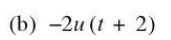 (b) −2u (t + 2)